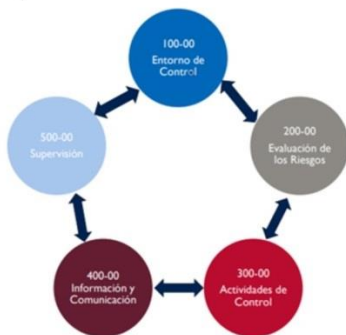 100-00
Entorno de
Control
200-00
Evaluación de
los Riesgos
300-00
Actividades de
Control
400-00
Información y
Comunicación
500-00
Supervisión